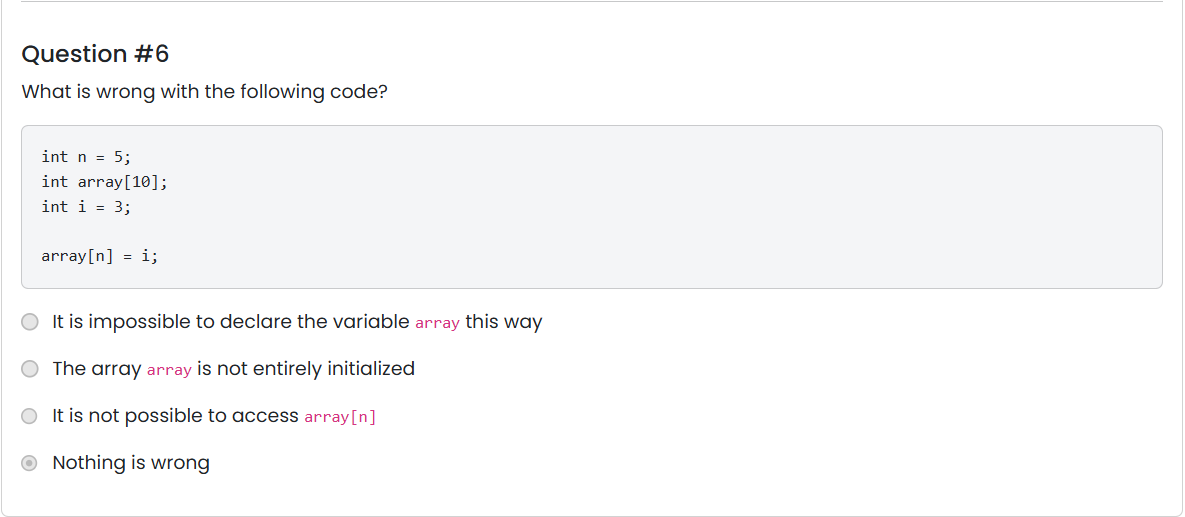 Question #6
What is wrong with the following code?
int n = 5;
int array[10];
int i = 3;
array[n] = i;
It is impossible to declare the variable array this way
The array array is not entirely initialized
It is not possible to access array[n]
Nothing is wrong